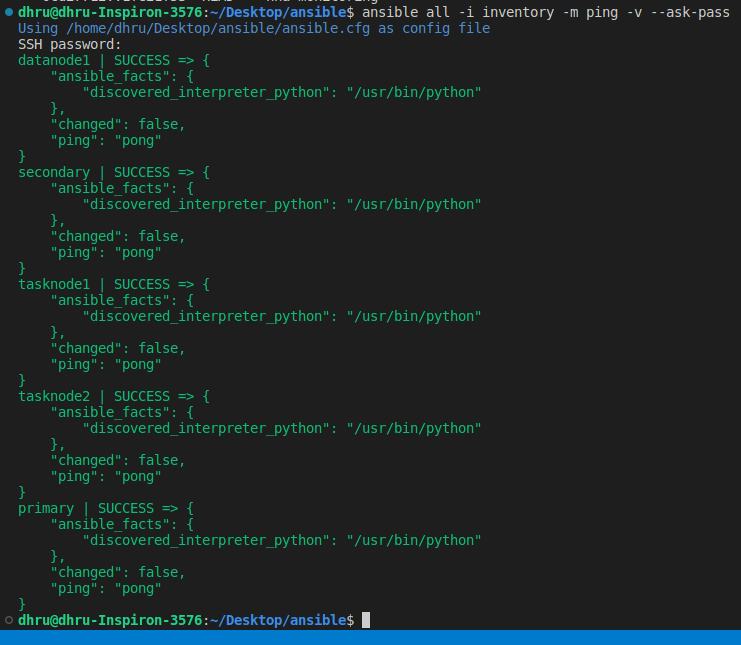 dhru@dhru-Inspiron-3576:~/Desktop/ansible$ ansible all -i inventory -m ping -v --ask-pass
Using /home/dhru/Desktop/ansible/ansible.cfg as config file
SSH password:
datanode1 | SUCCESS => {
    "ansible_facts": {
        "discovered_interpreter_python": "/usr/bin/python"
    },
    "changed": false,
    "ping": "pong"
}
secondary | SUCCESS => {
    "ansible_facts": {
        "discovered_interpreter_python": "/usr/bin/python"
    },
    "changed": false,
    "ping": "pong"
}
tasknode1 | SUCCESS => {
    "ansible_facts": {
        "discovered_interpreter_python": "/usr/bin/python"
    },
    "changed": false,
    "ping": "pong"
}
tasknode2 | SUCCESS => {
    "ansible_facts": {
        "discovered_interpreter_python": "/usr/bin/python"
    },
    "changed": false,
    "ping": "pong"
}
primary | SUCCESS => {
    "ansible_facts": {
        "discovered_interpreter_python": "/usr/bin/python"
    },
    "changed": false,
    "ping": "pong"
}
dhru@dhru-Inspiron-3576:~/Desktop/ansible$